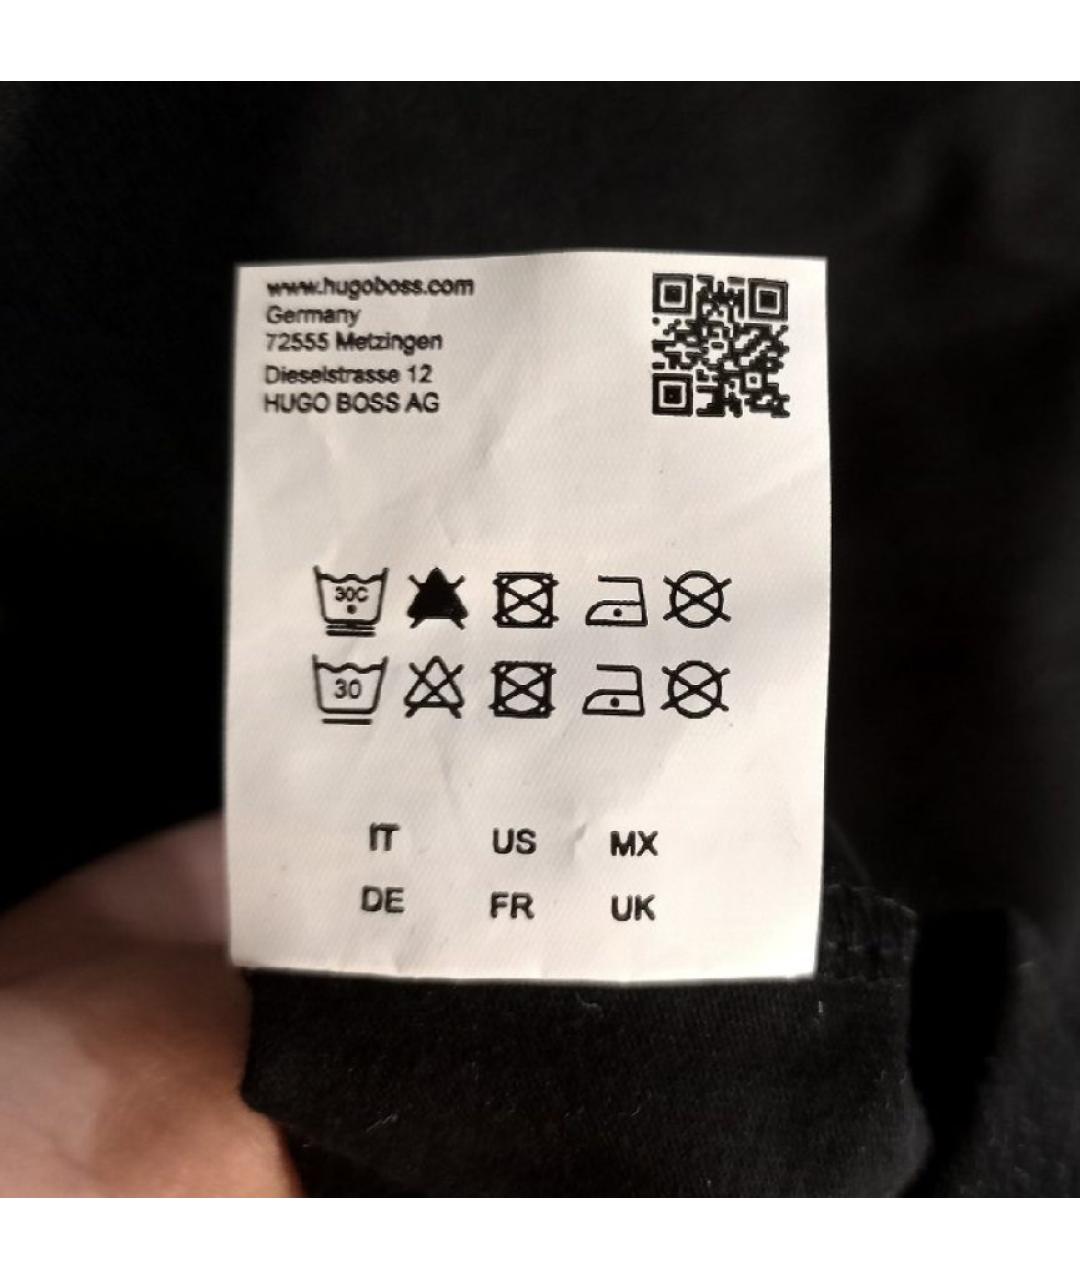 www.hugoboss.com
Germany
72555 Metzingen
Dieselstrasse 12
HUGO BOSS AG
30C
30
IT US MX
DE FR UK